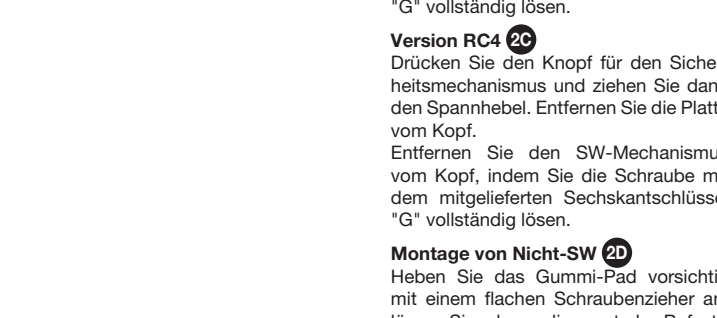 "G" vollständig lösen.
Version RC4 2C
Drücken Sie den Knopf für den Siche
heitsmechanismus und ziehen Sie dan
den Spannhebel. Entfernen Sie die Platt
vom Kopf.
Entfernen Sie den SW-Mechanismu
vom Kopf, indem Sie die Schraube m
dem mitgelieferten Sechskantschlüsse
"G" vollständig lösen.
Montage von Nicht-SW 2D
Heben Sie das Gummi-Pad vorsichti
mit einem flachen Schraubenzieher a